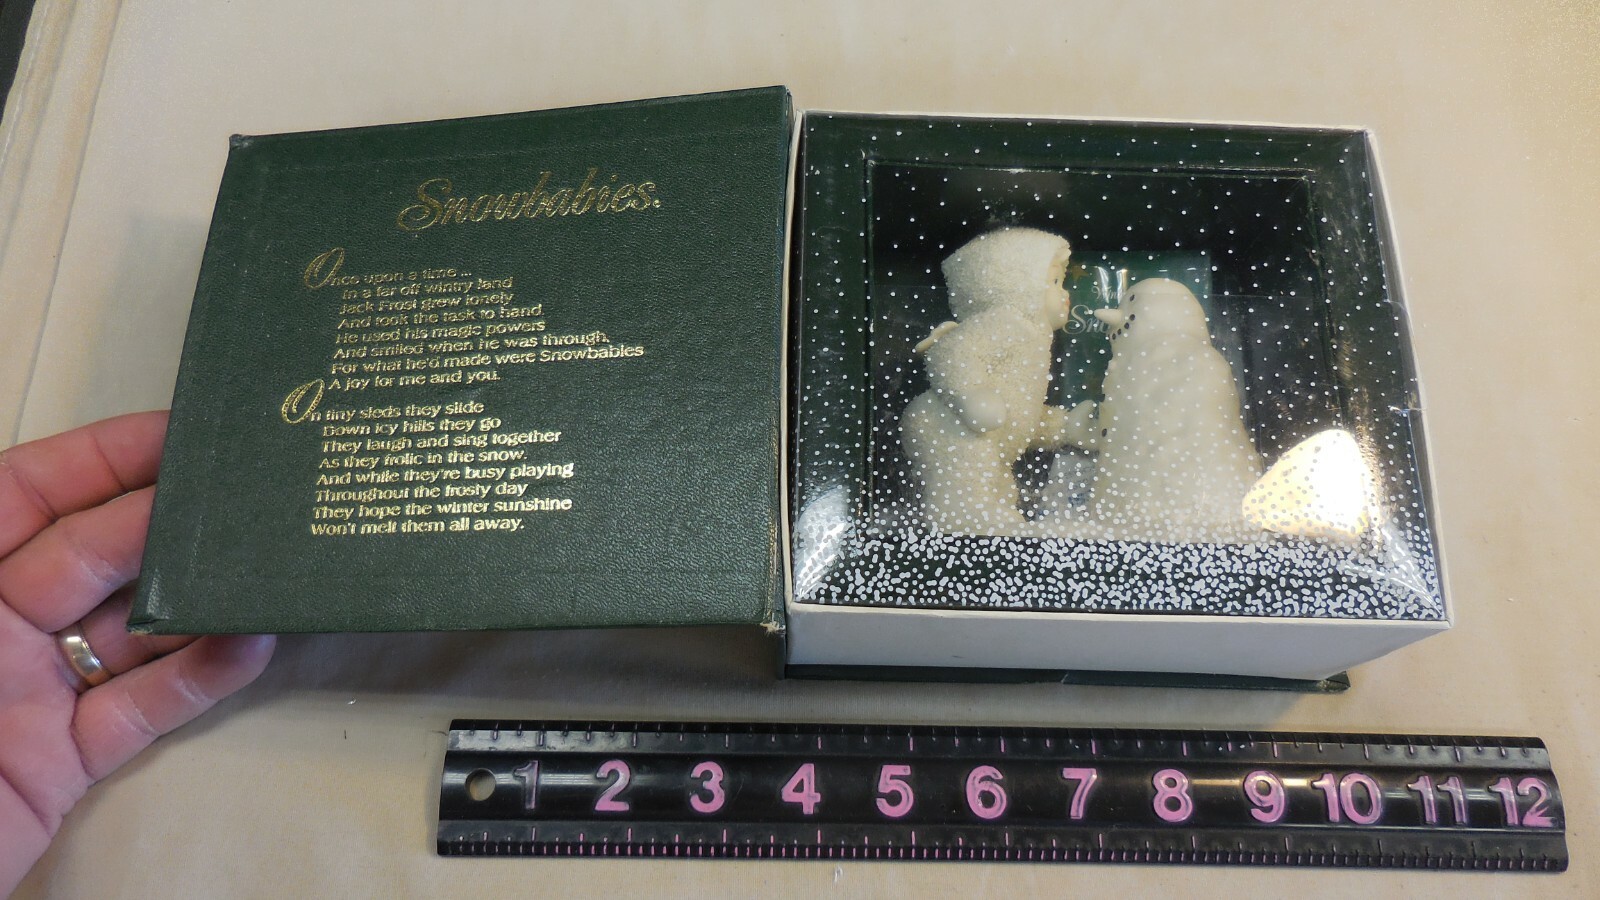 Snowbabies®
Once upon a time ...
In a far off wintry land
Jack Frost grew lonely
And took the task to hand.
He used his magic powers
And smiled when he was through,
For what he'd made were Snowbabies
A joy for me and you.
On tiny sleds they slide
Down icy hills they go
They laugh and sing together
As they frolic in the snow.
And while they're busy playing
Throughout the frosty day
They hope the winter sunshine
Won't melt them all away.
1 2 3 4 5 6 7 8 9 10 11 12